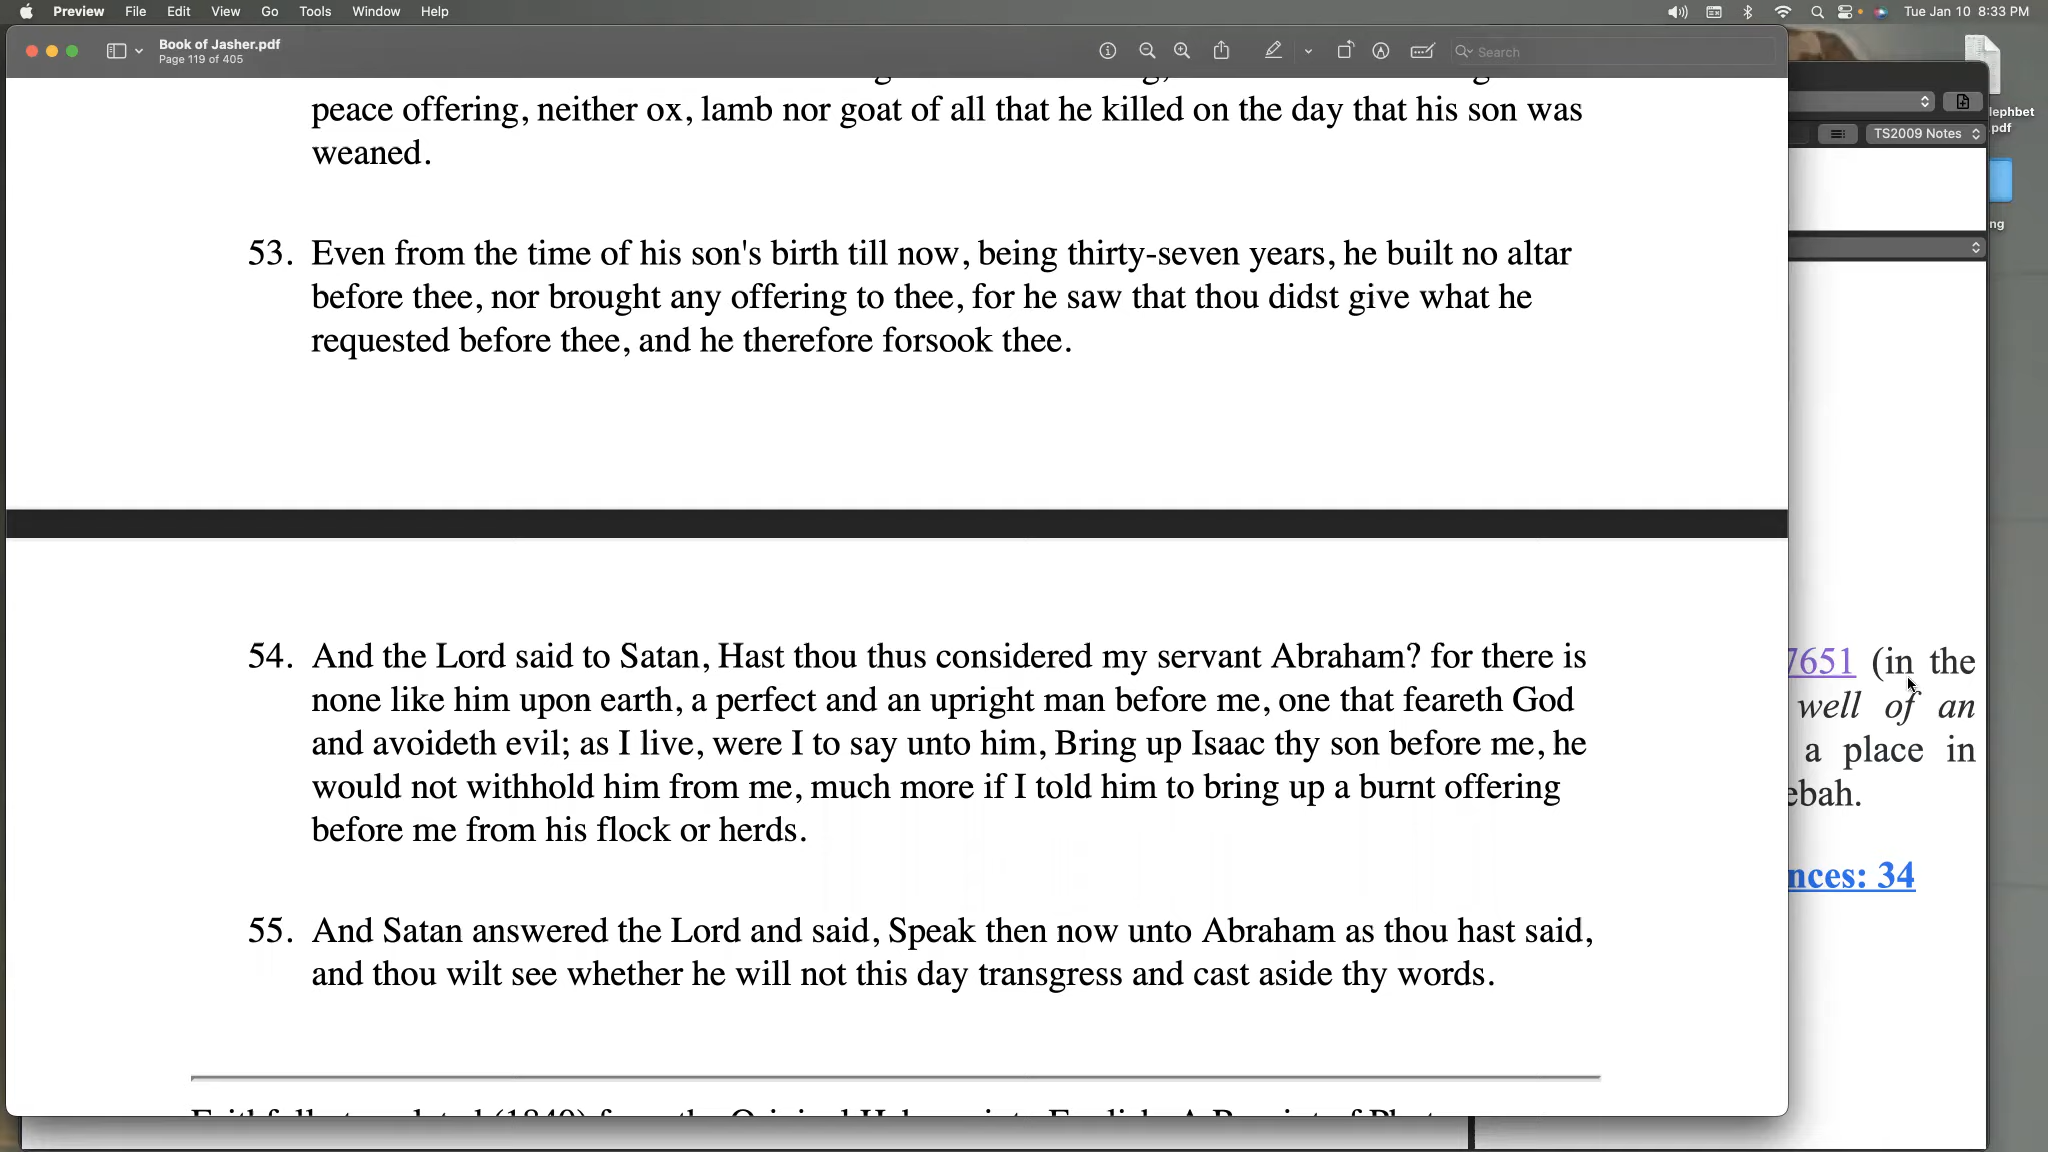 Preview File Edit View Go Tools Window Help
Tue Jan 10 8:33 PM
Book of Jasher.pdf
Page 119 of 405
Search
peace offering, neither ox, lamb nor goat of all that he killed on the day that his son was
weaned.
53. Even from the time of his son's birth till now, being thirty-seven years, he built no altar
before thee, nor brought any offering to thee, for he saw that thou didst give what he
requested before thee, and he therefore forsook thee.
54. And the Lord said to Satan, Hast thou thus considered my servant Abraham? for there is
none like him upon earth, a perfect and an upright man before me, one that feareth God
and avoideth evil; as I live, were I to say unto him, Bring up Isaac thy son before me, he
would not withhold him from me, much more if I told him to bring up a burnt offering
before me from his flock or herds.
55. And Satan answered the Lord and said, Speak then now unto Abraham as thou hast said,
and thou wilt see whether he will not this day transgress and cast aside thy words.
lephbet
.pdf
TS2009 Notes
ng
7651 (in the
well of an
a place in
ebah.
nces: 34